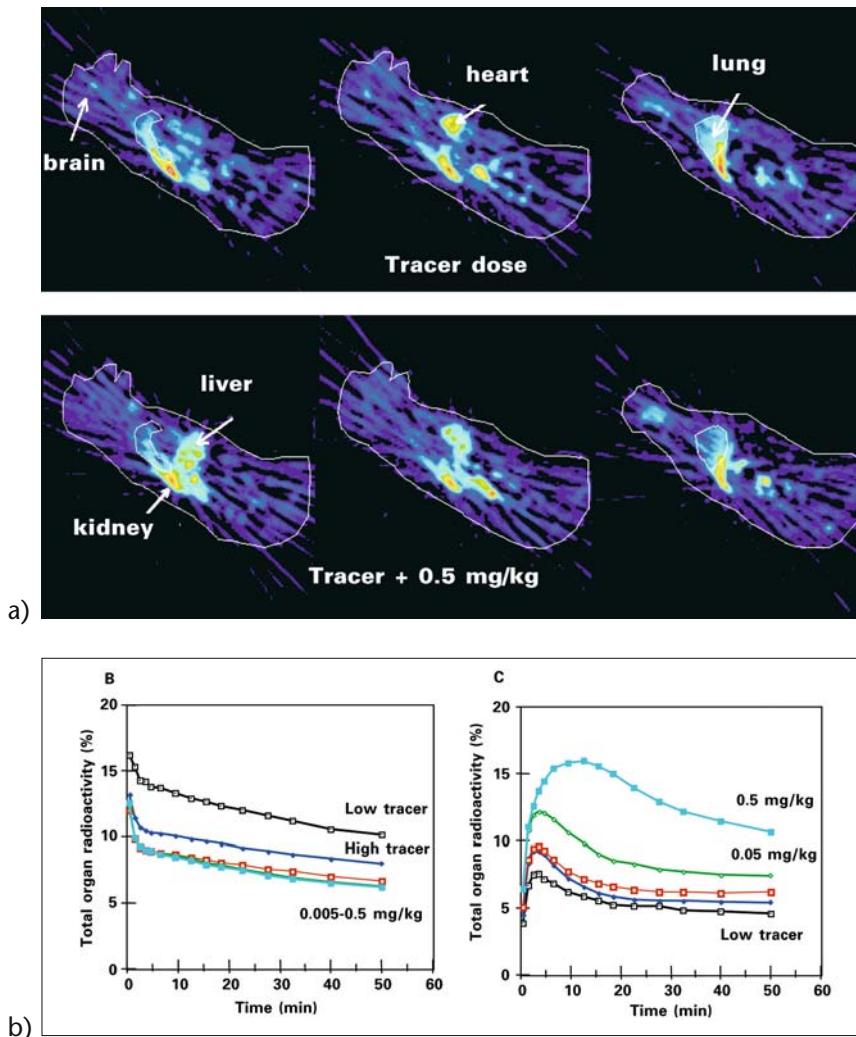 heart
lung
brain
Tracer dose
liver
kidney
Tracer + 0.5 mg/kg
a)
B
20
15
10
5
0
Total organ radioactivity (%)
Low tracer
High tracer
0.005-0.5 mg/kg
0 10 20 30 40 50 60
Time (min)
C
20
15
10
5
0
Total organ radioactivity (%)
0.5 mg/kg
0.05 mg/kg
Low tracer
0 10 20 30 40 50 60
Time (min)
b)